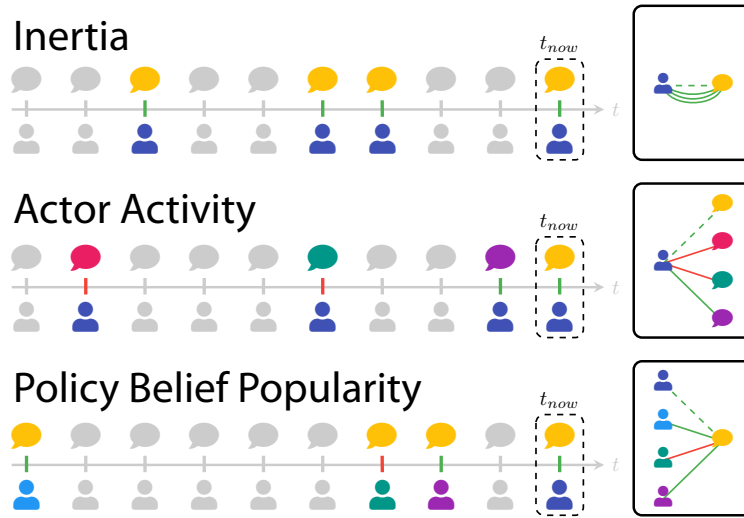 Inertia
t_now
t
Actor Activity
t_now
t
Policy Belief Popularity
t_now
t